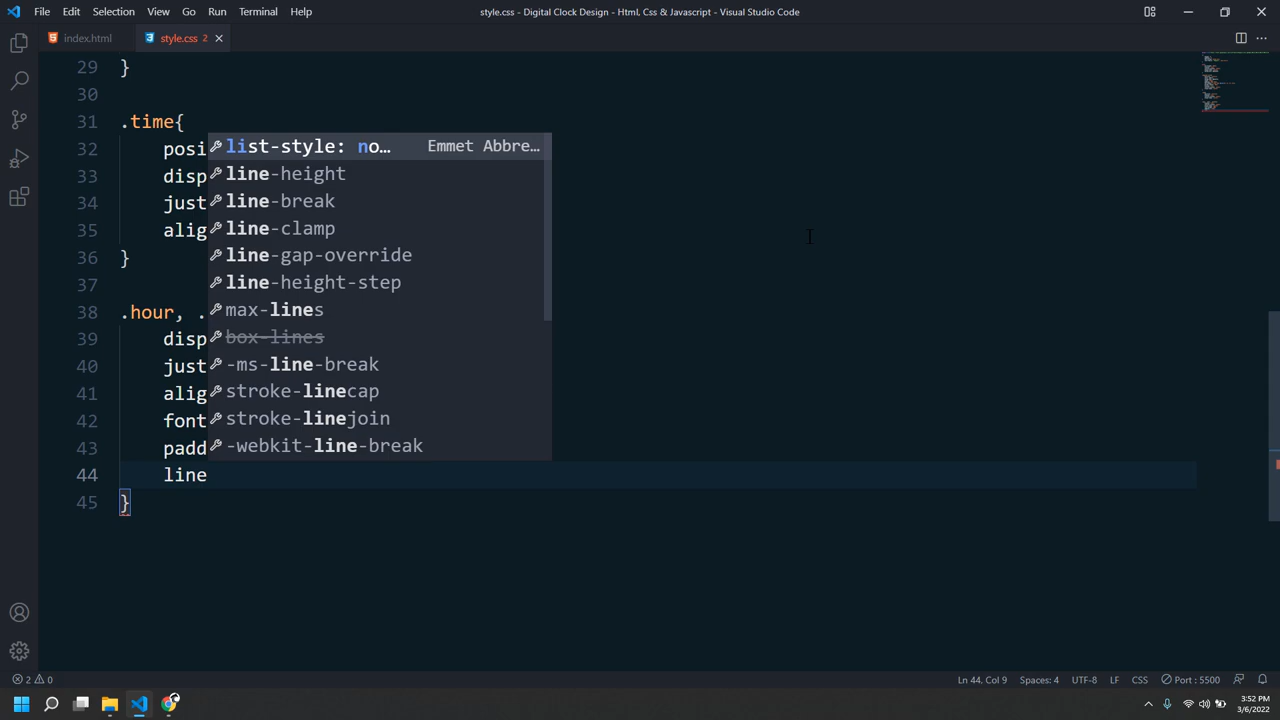 File Edit Selection View Go Run Terminal Help style.css - Digital Clock Design - Html, Css & Javascript - Visual Studio Code
index.html style.css 2
29 }
30
31 .time{
32 posi
33 disp
34 just
35 alig
36 }
37
38 .hour, .
39 disp
40 just
41 alig
42 font
43 padd
44 line
45 }
list-style: no… Emmet Abbre…
line-height
line-break
line-clamp
line-gap-override
line-height-step
max-lines
box-lines
-ms-line-break
stroke-linecap
stroke-linejoin
-webkit-line-break
2 0 Ln 44, Col 9 Spaces: 4 UTF-8 LF CSS Port : 5500
3:52 PM
3/6/2022